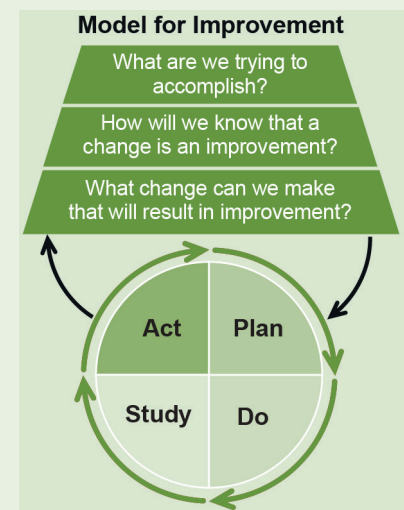 Model for Improvement
What are we trying to
accomplish?
How will we know that a
change is an improvement?
What change can we make
that will result in improvement?
Act
Plan
Study
Do